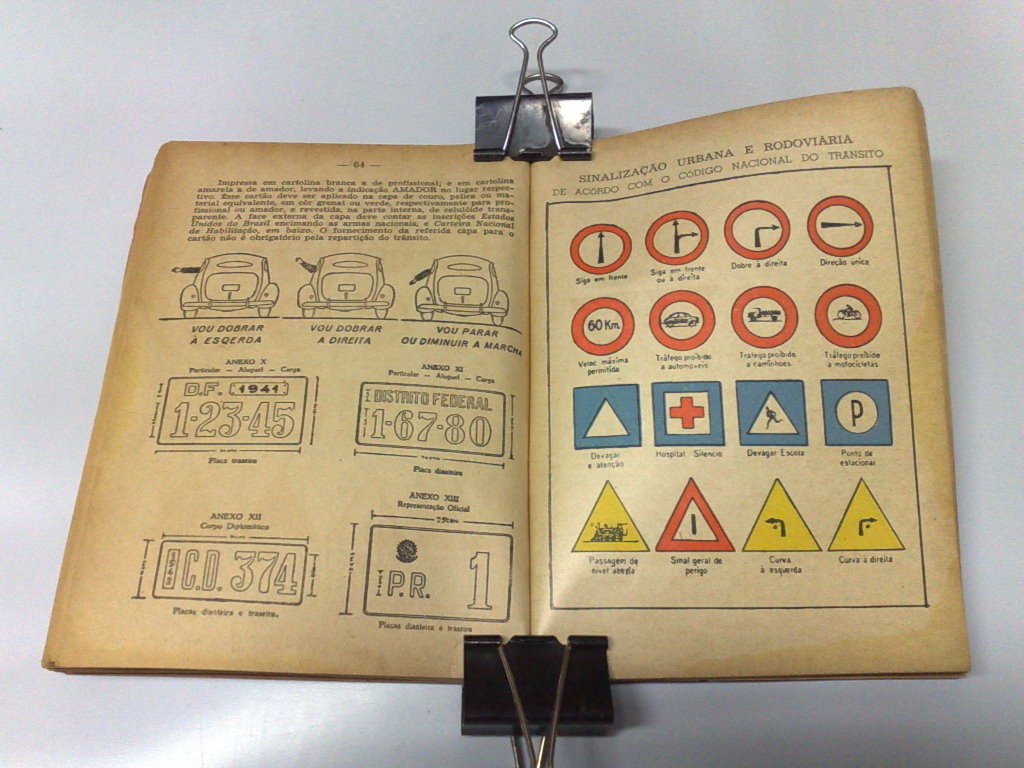 — 64 —
Impressa em cartolina branca a de profissional; e em cartolina
amarela a de amador, levando a indicação AMADOR no lugar respec-
tivo. Esse cartão deve ser aplicado na capa de couro, pelica ou ma-
terial equivalente, em côr grenat ou verde, respectivamente para pro-
fissional ou amador, e revestida, na parte interna, de celulóide trans-
parente. A face externa da capa deve contar as inscrições Estados
Unidos do Brasil encimando as armas nacionais, e Carteira Nacional
de Habilitação, em baixo. O fornecimento da referida capa para o
cartão não é obrigatório pela repartição do trânsito.
VOU DOBRAR
À ESQERDA
VOU DOBRAR
A DIREITA
VOU PARAR
OU DIMINUIR A MARCHA
ANEXO X
Particular — Aluguel — Carga
D.F. 1941
1-23-45
Placa traseira
ANEXO XI
Particular — Aluguel — Carga
DISTRITO FEDERAL
1-67-80
Placa dianteira
ANEXO XII
Corpo Diplomático
C.D. 374
Placas dianteira e traseira.
ANEXO XIII
Representação Oficial
P.R. 1
Placas dianteira e traseira
SINALIZAÇÃO URBANA E RODOVIÁRIA
DE ACORDO COM O CODIGO NACIONAL DO TRANSITO
Siga em frente
Siga em frente
ou à direita
Dobre à direita
Direção única
60 Km.
Veloc máxima
permitida
Tráfego proibido
a automóveis
Trafego proibido
a caminhões
Tráfego proibido
a motocicletas
P
Devagar
e atenção
Hospital Silencio
Devagar Escola
Ponto de
estacionar
Passagem de
nivel aberta
Sinal geral de
perigo
Curva
à esquerda
Curva à direita